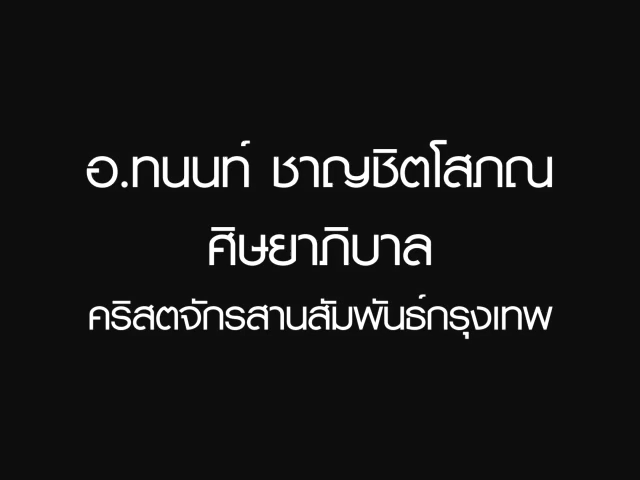 อ.ทนนท์ ชาญชิตโสภณ
ศิษยาภิบาล
คริสตจักรสานสัมพันธ์กรุงเทพ